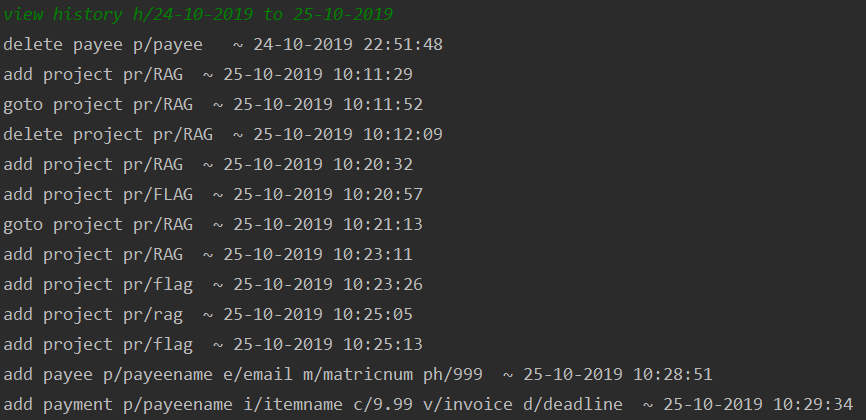 view history h/24-10-2019 to 25-10-2019
delete payee p/payee   ~ 24-10-2019 22:51:48
add project pr/RAG  ~ 25-10-2019 10:11:29
goto project pr/RAG  ~ 25-10-2019 10:11:52
delete project pr/RAG  ~ 25-10-2019 10:12:09
add project pr/RAG  ~ 25-10-2019 10:20:32
add project pr/FLAG  ~ 25-10-2019 10:20:57
goto project pr/RAG  ~ 25-10-2019 10:21:13
add project pr/RAG  ~ 25-10-2019 10:23:11
add project pr/flag  ~ 25-10-2019 10:23:26
add project pr/rag  ~ 25-10-2019 10:25:05
add project pr/flag  ~ 25-10-2019 10:25:13
add payee p/payeename e/email m/matricnum ph/999  ~ 25-10-2019 10:28:51
add payment p/payeename i/itemname c/9.99 v/invoice d/deadline  ~ 25-10-2019 10:29:34